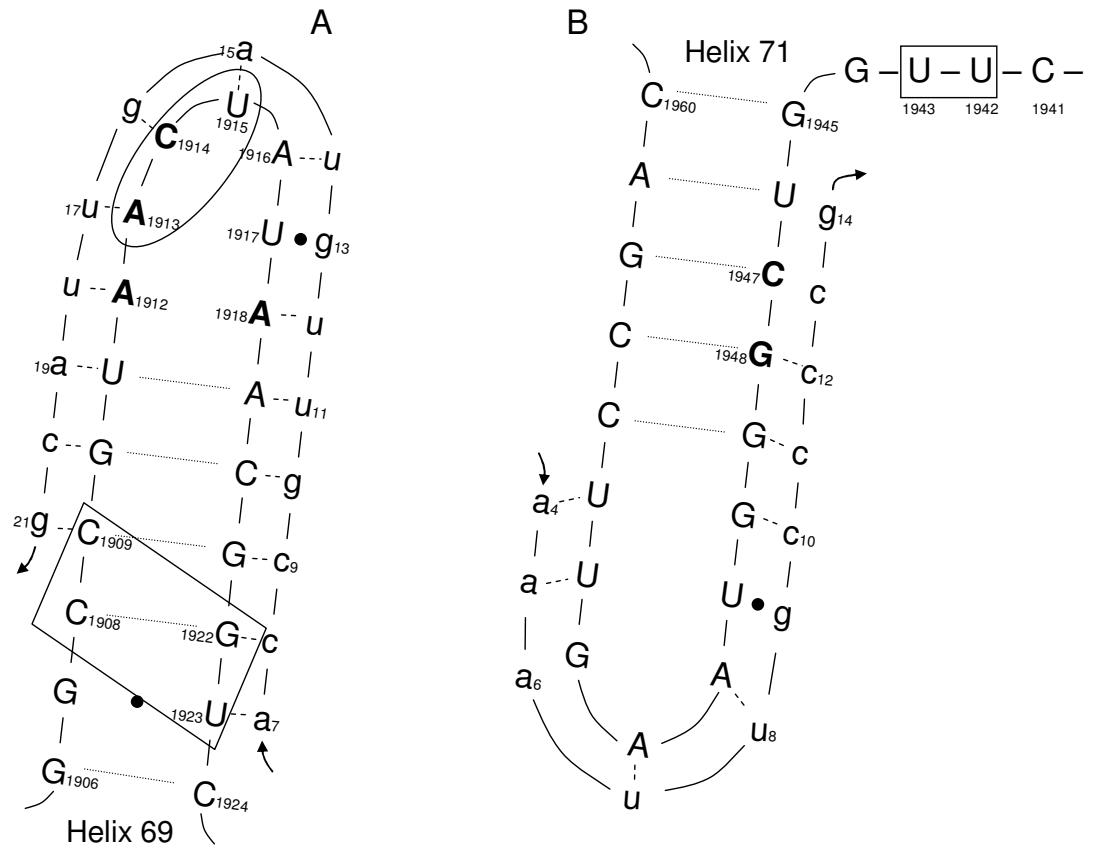 A
B
Helix 71
15a
g
U
1915
C1914
1916A
u
17u
A1913
1917U
g13
u
A1912
1918A
u
19a
U
A
u11
c
G
C
g
21g
C1909
G
c9
C1908
1922G
c
G
1923U
a7
G1906
C1924
Helix 69
G – U – U – C –
1943 1942 1941
C1960
G1945
A
U
g14
G
1947C
c
C
1948G
c12
C
G
c
a4
U
G
c10
a
U
U
g
a6
G
A
u8
A
u